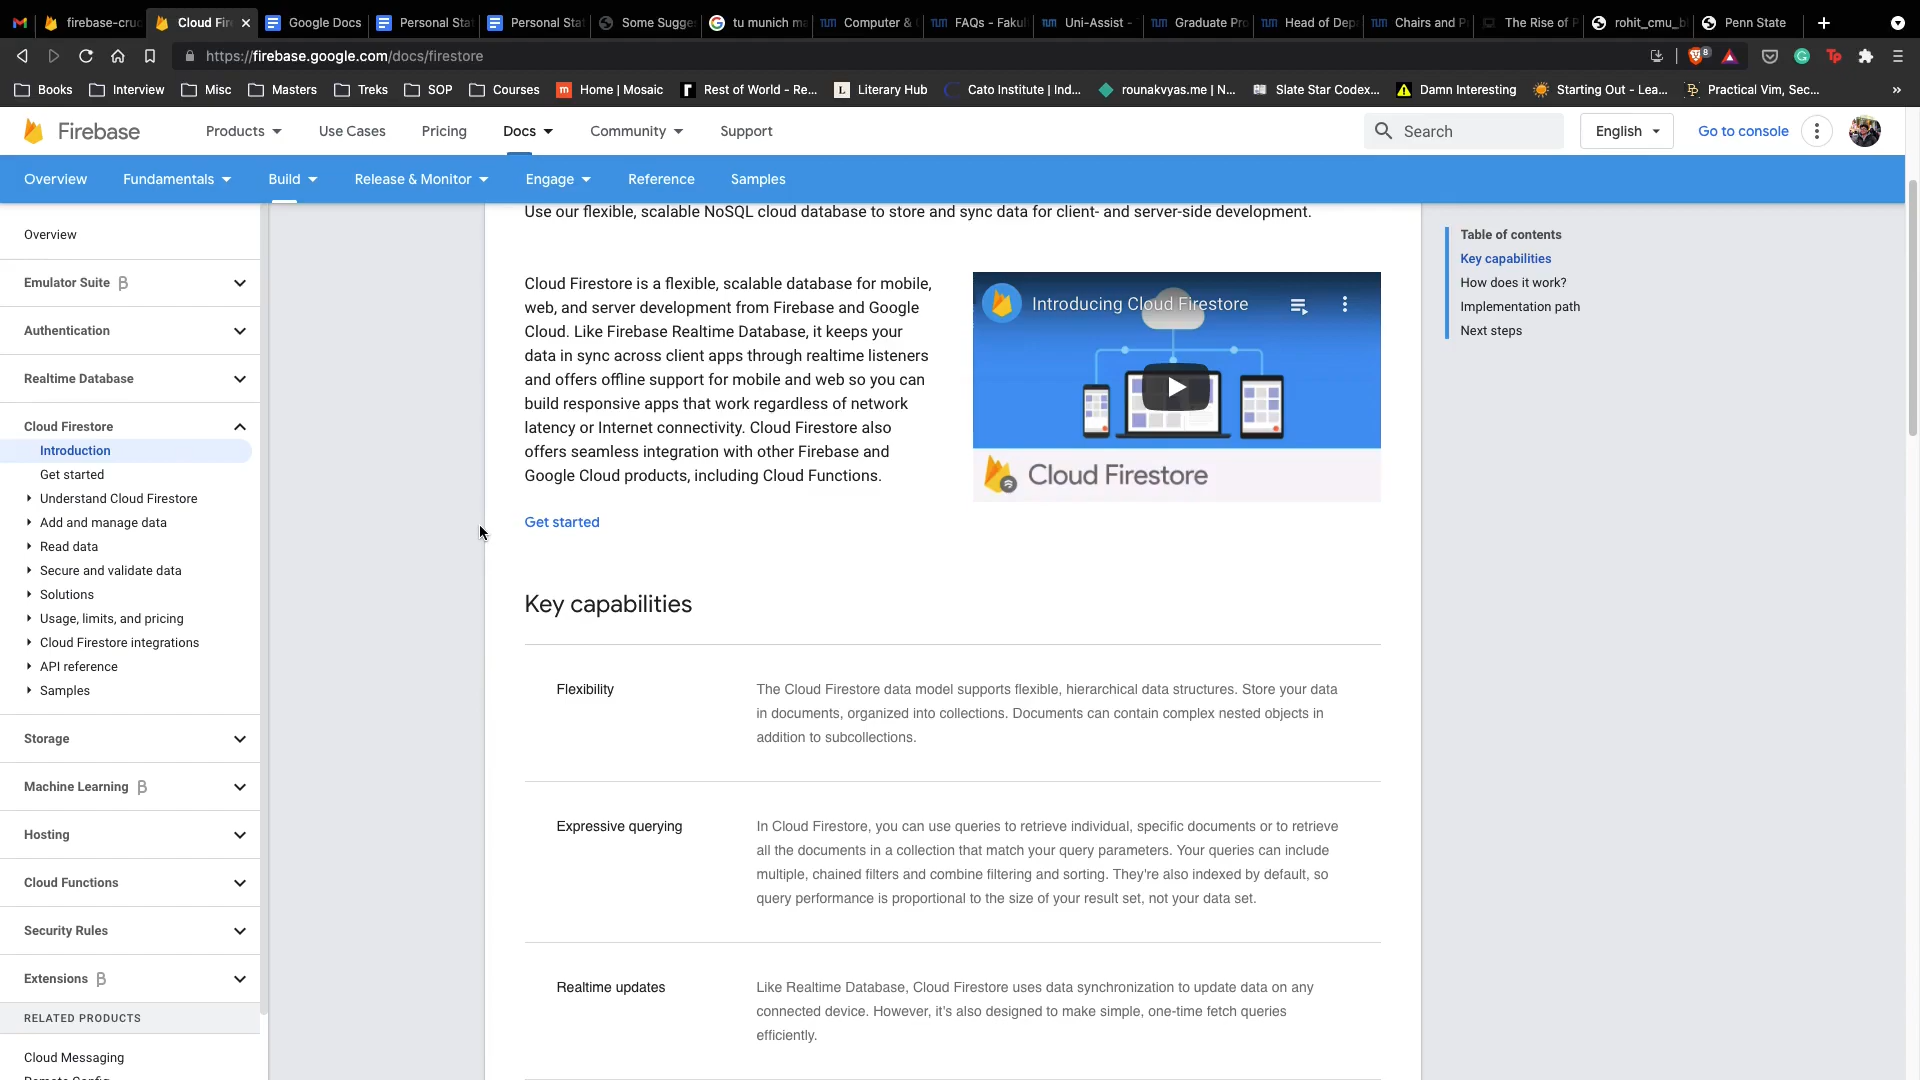 firebase-cruc
Cloud Fir
Google Docs
Personal Sta
Personal Sta
Some Sugge
tu munich ma
Computer &
FAQs - Fakul
Uni-Assist -
Graduate Pro
Head of Dep
Chairs and P
The Rise of P
rohit_cmu_b
Penn State
https://firebase.google.com/docs/firestore
8
Tp
Books
Interview
Misc
Masters
Treks
SOP
Courses
Home | Mosaic
Rest of World - Re...
Literary Hub
Cato Institute | Ind...
rounakvyas.me | N...
Slate Star Codex...
Damn Interesting
Starting Out - Lea...
Practical Vim, Sec...
Firebase
Products
Use Cases
Pricing
Docs
Community
Support
Search
English
Go to console
Overview
Fundamentals
Build
Release & Monitor
Engage
Reference
Samples
Overview
Emulator Suite β
Authentication
Realtime Database
Cloud Firestore
Introduction
Get started
Understand Cloud Firestore
Add and manage data
Read data
Secure and validate data
Solutions
Usage, limits, and pricing
Cloud Firestore integrations
API reference
Samples
Storage
Machine Learning β
Hosting
Cloud Functions
Security Rules
Extensions β
RELATED PRODUCTS
Cloud Messaging
Use our flexible, scalable NoSQL cloud database to store and sync data for client- and server-side development.
Cloud Firestore is a flexible, scalable database for mobile,
web, and server development from Firebase and Google
Cloud. Like Firebase Realtime Database, it keeps your
data in sync across client apps through realtime listeners
and offers offline support for mobile and web so you can
build responsive apps that work regardless of network
latency or Internet connectivity. Cloud Firestore also
offers seamless integration with other Firebase and
Google Cloud products, including Cloud Functions.
Introducing Cloud Firestore
Cloud Firestore
Get started
Key capabilities
Flexibility
The Cloud Firestore data model supports flexible, hierarchical data structures. Store your data
in documents, organized into collections. Documents can contain complex nested objects in
addition to subcollections.
Expressive querying
In Cloud Firestore, you can use queries to retrieve individual, specific documents or to retrieve
all the documents in a collection that match your query parameters. Your queries can include
multiple, chained filters and combine filtering and sorting. They're also indexed by default, so
query performance is proportional to the size of your result set, not your data set.
Realtime updates
Like Realtime Database, Cloud Firestore uses data synchronization to update data on any
connected device. However, it's also designed to make simple, one-time fetch queries
efficiently.
Table of contents
Key capabilities
How does it work?
Implementation path
Next steps